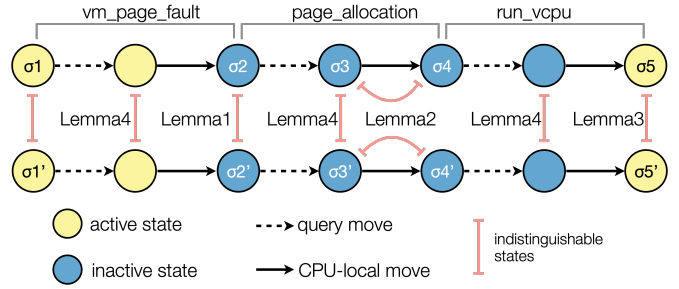 vm_page_fault page_allocation run_vcpu
σ1 σ2 σ3 σ4 σ5
Lemma4 Lemma1 Lemma4 Lemma2 Lemma4 Lemma3
σ1' σ2' σ3' σ4' σ5'
active state query move
inactive state CPU-local move
indistinguishable
states